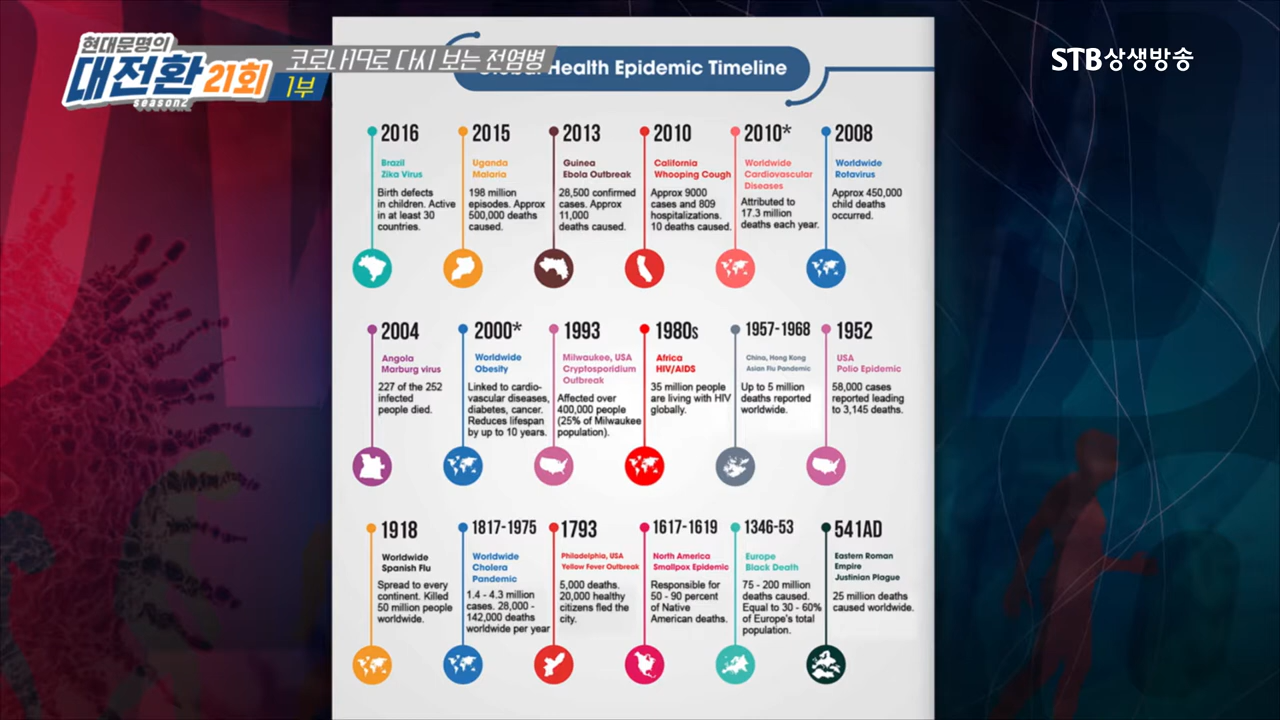 현대문명의
대전환 21회
season2
코로나19로 다시 보는 전염병
1부
STB상생방송
Health Epidemic Timeline
2016
Brazil
Zika Virus
Birth defects
in children. Active
in at least 30
countries.
2015
Uganda
Malaria
198 million
episodes. Approx
500,000 deaths
caused.
2013
Guinea
Ebola Outbreak
28,500 confirmed
cases. Approx
11,000
deaths caused.
2010
California
Whooping Cough
Approx 9000
cases and 809
hospitalizations.
10 deaths caused.
2010*
Worldwide
Cardiovascular
Diseases
Attributed to
17.3 million
deaths each year.
2008
Worldwide
Rotavirus
Approx 450,000
child deaths
occurred.
2004
Angola
Marburg virus
227 of the 252
infected
people died.
2000*
Worldwide
Obesity
Linked to cardio-
vascular diseases,
diabetes, cancer.
Reduces lifespan
by up to 10 years.
1993
Milwaukee, USA
Cryptosporidium
Outbreak
Affected over
400,000 people
(25% of Milwaukee
population).
1980s
Africa
HIV/AIDS
35 million people
are living with HIV
globally.
1957-1968
China, Hong Kong
Asian Flu Pandemic
Up to 5 million
deaths reported
worldwide.
1952
USA
Polio Epidemic
58,000 cases
reported leading
to 3,145 deaths.
1918
Worldwide
Spanish Flu
Spread to every
continent. Killed
50 million people
worldwide.
1817-1975
Worldwide
Cholera
Pandemic
1.4 - 4.3 million
cases. 28,000 -
142,000 deaths
worldwide per year
1793
Philadelphia, USA
Yellow Fever Outbreak
5,000 deaths.
20,000 healthy
citizens fled the
city.
1617-1619
North America
Smallpox Epidemic
Responsible for
50 - 90 percent
of Native
American deaths.
1346-53
Europe
Black Death
75 - 200 million
deaths caused.
Equal to 30 - 60%
of Europe's total
population.
541AD
Eastern Roman
Empire
Justinian Plague
25 million deaths
caused worldwide.